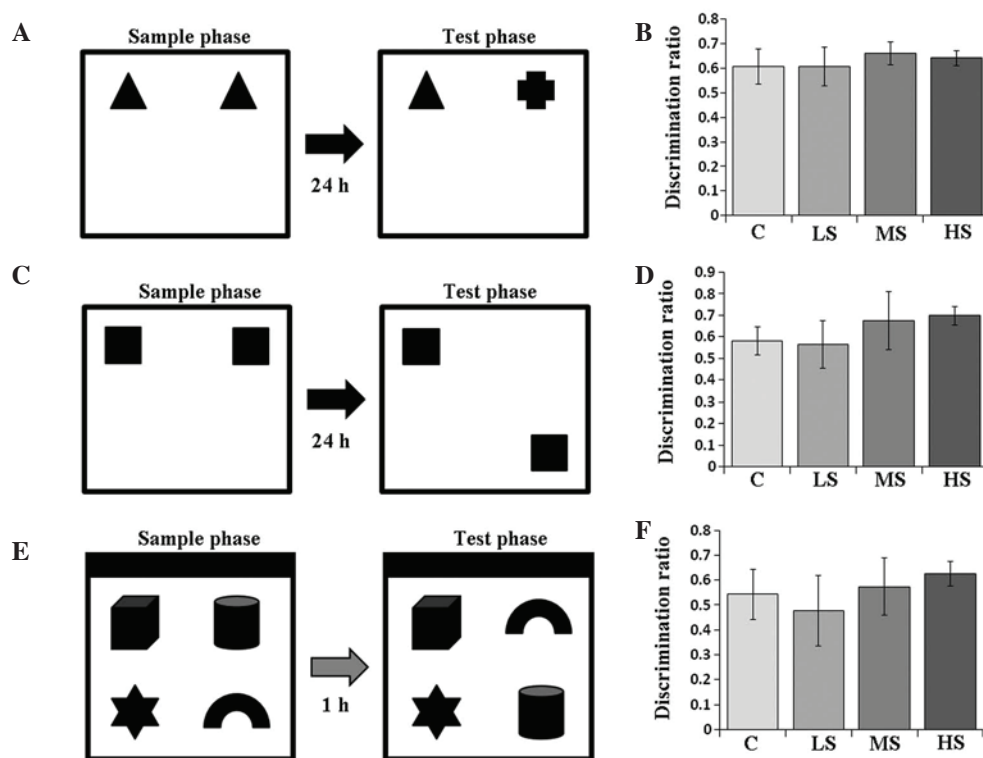 A
Sample phase
Test phase
24 h
B
Discrimination ratio
0.8
0.7
0.6
0.5
0.4
0.3
0.2
0.1
0
C LS MS HS
C
Sample phase
Test phase
24 h
D
Discrimination ratio
0.9
0.8
0.7
0.6
0.5
0.4
0.3
0.2
0.1
0
C LS MS HS
E
Sample phase
Test phase
1 h
F
Discrimination ratio
0.8
0.7
0.6
0.5
0.4
0.3
0.2
0.1
0
C LS MS HS